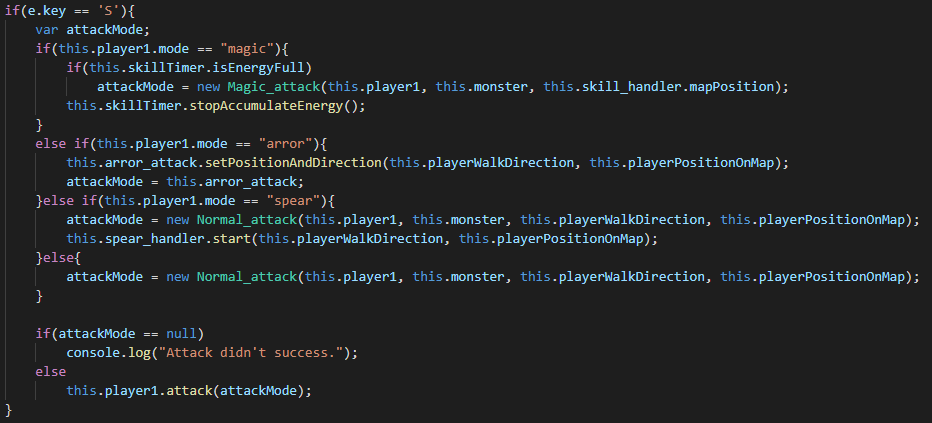 if(e.key == 'S'){
    var attackMode;
    if(this.player1.mode == "magic"){
        if(this.skillTimer.isEnergyFull)
            attackMode = new Magic_attack(this.player1, this.monster, this.skill_handler.mapPosition);
        this.skillTimer.stopAccumulateEnergy();
    }
    else if(this.player1.mode == "arror"){
        this.arror_attack.setPositionAndDirection(this.playerWalkDirection, this.playerPositionOnMap);
        attackMode = this.arror_attack;
    }else if(this.player1.mode == "spear"){
        attackMode = new Normal_attack(this.player1, this.monster, this.playerWalkDirection, this.playerPositionOnMap);
        this.spear_handler.start(this.playerWalkDirection, this.playerPositionOnMap);
    }else{
        attackMode = new Normal_attack(this.player1, this.monster, this.playerWalkDirection, this.playerPositionOnMap);
    }

    if(attackMode == null)
        console.log("Attack didn't success.");
    else
        this.player1.attack(attackMode);
}